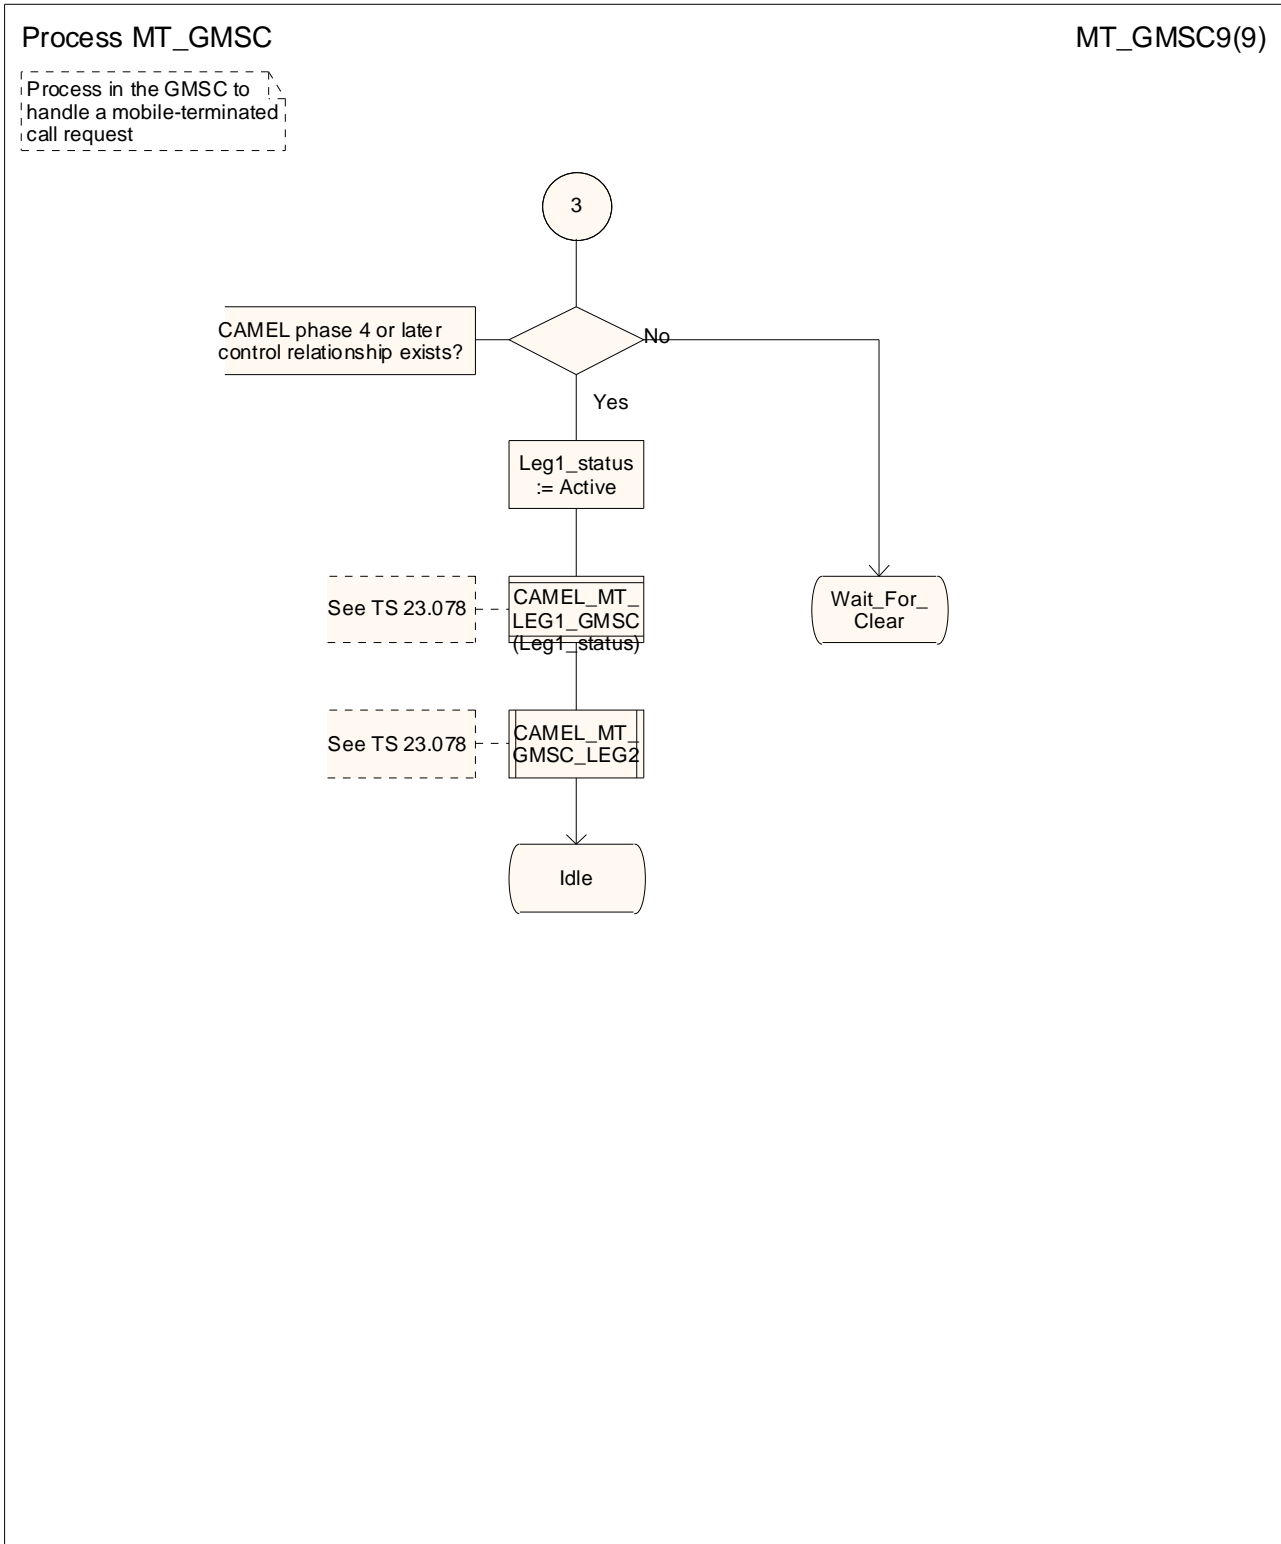 Process MT_GMSC
MT_GMSC9(9)
Process in the GMSC to
handle a mobile-terminated
call request
3
CAMEL phase 4 or later
control relationship exists?
No
Yes
Leg1_status
:= Active
See TS 23.078
CAMEL_MT_
LEG1_GMSC
(Leg1_status)
Wait_For_
Clear
See TS 23.078
CAMEL_MT_
GMSC_LEG2
Idle